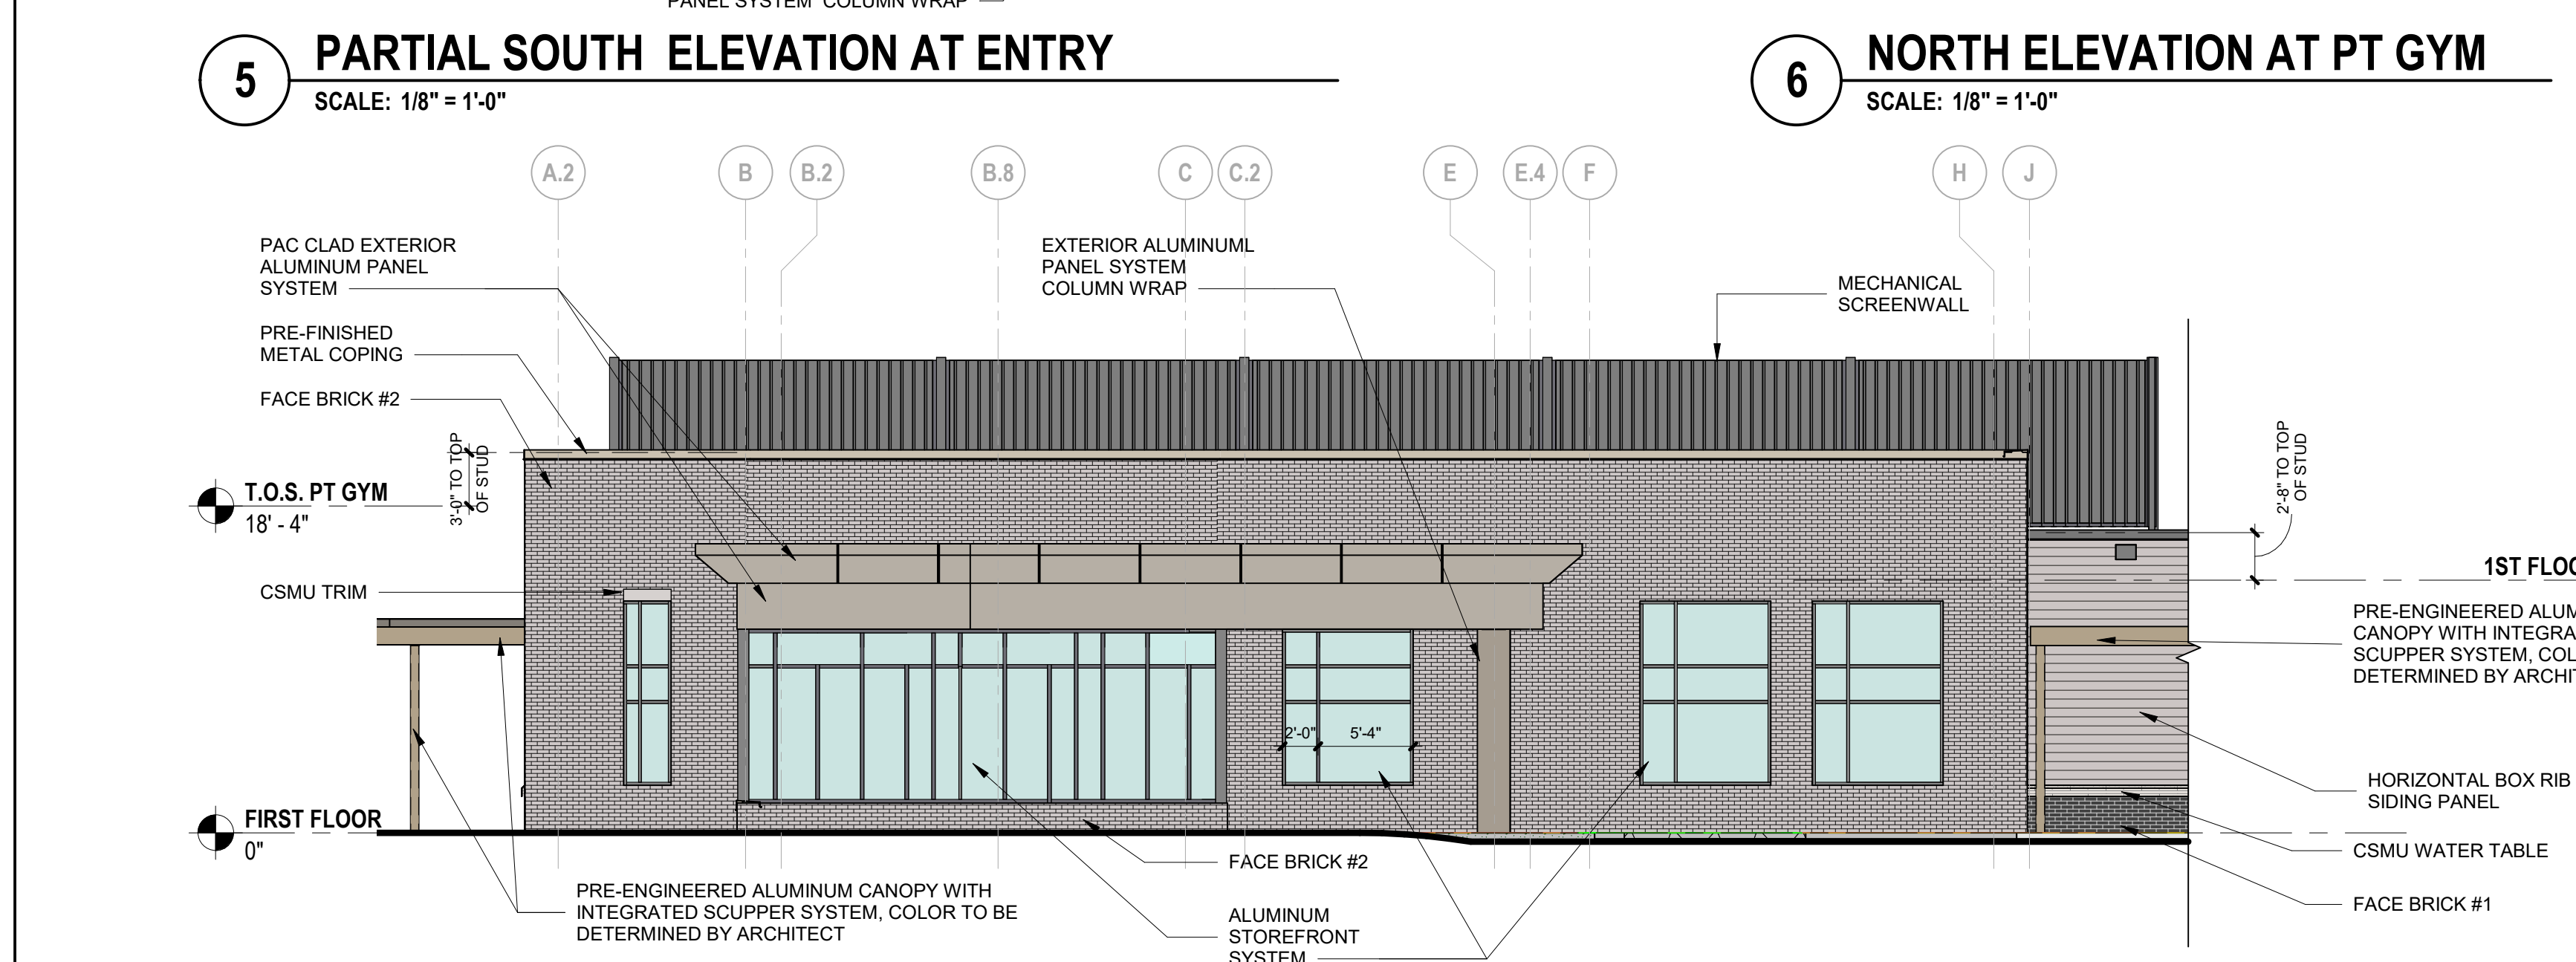 PANEL SYSTEM COLUMN WRAP
5
PARTIAL SOUTH ELEVATION AT ENTRY
SCALE: 1/8" = 1'-0"
6
NORTH ELEVATION AT PT GYM
SCALE: 1/8" = 1'-0"
A.2
B
B.2
B.8
C
C.2
E
E.4
F
H
J
PAC CLAD EXTERIOR
ALUMINUM PANEL
SYSTEM
EXTERIOR ALUMINUML
PANEL SYSTEM
COLUMN WRAP
MECHANICAL
SCREENWALL
PRE-FINISHED
METAL COPING
FACE BRICK #2
3'-0" TO TOP
OF STUD
T.O.S. PT GYM
18' - 4"
2'-8" TO TOP
OF STUD
CSMU TRIM
1ST FLOO
PRE-ENGINEERED ALUM
CANOPY WITH INTEGRA
SCUPPER SYSTEM, COL
DETERMINED BY ARCHI
2'-0"
5'-4"
HORIZONTAL BOX RIB
SIDING PANEL
FIRST FLOOR
0"
CSMU WATER TABLE
FACE BRICK #2
FACE BRICK #1
PRE-ENGINEERED ALUMINUM CANOPY WITH
INTEGRATED SCUPPER SYSTEM, COLOR TO BE
DETERMINED BY ARCHITECT
ALUMINUM
STOREFRONT
SYSTEM